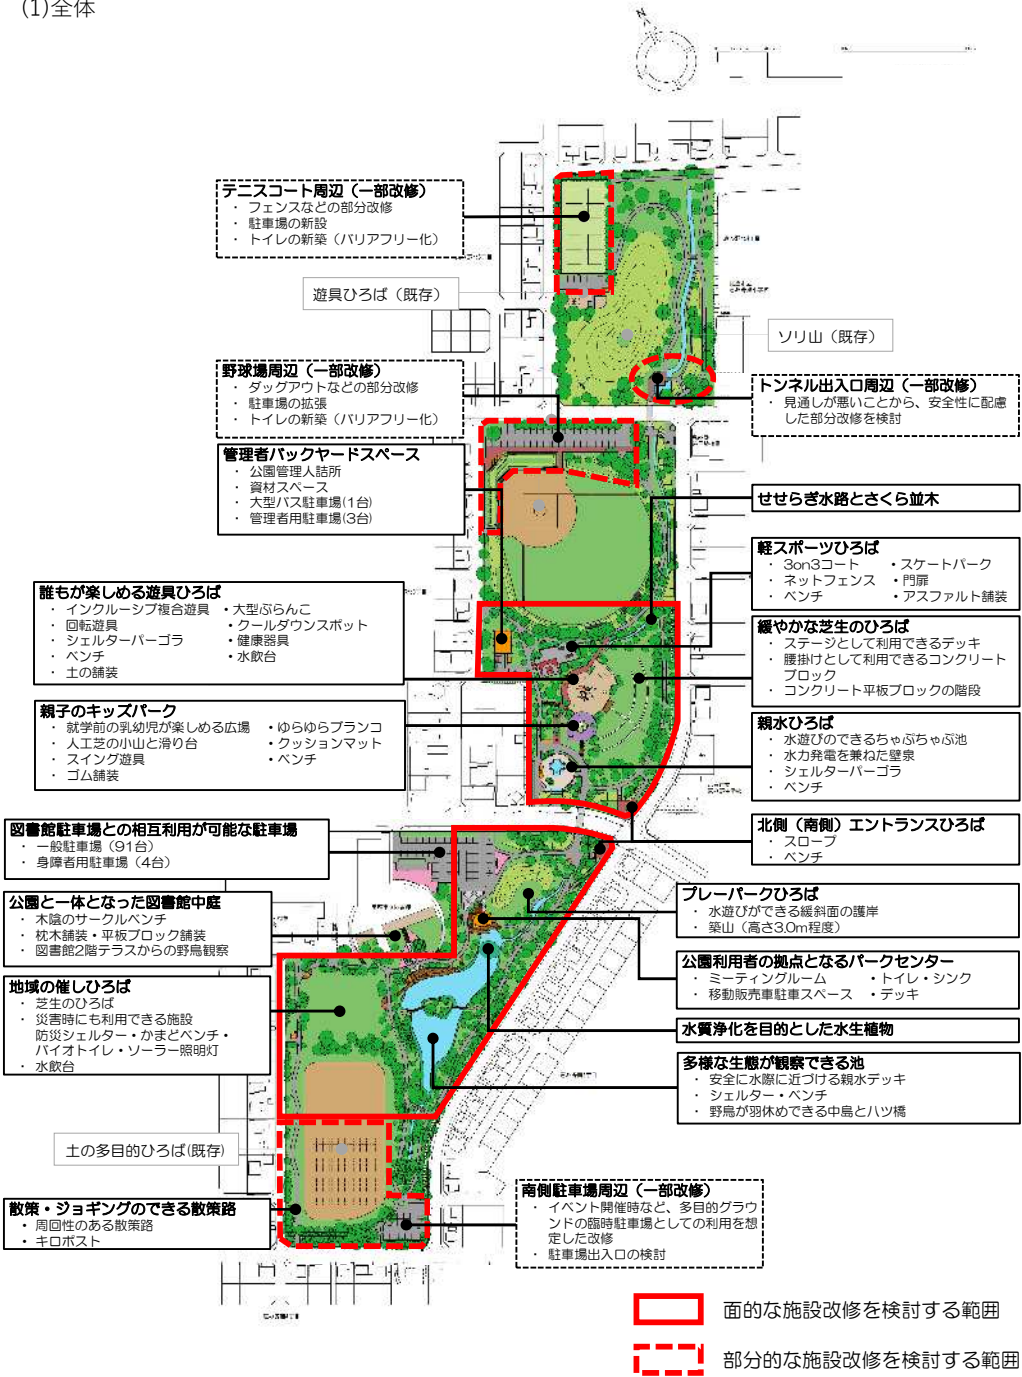 (1)全体
N
テニスコート周辺（一部改修）
・ フェンスなどの部分改修
・ 駐車場の新設
・ トイレの新築（バリアフリー化）
遊具ひろば（既存）
ソリ山（既存）
野球場周辺（一部改修）
・ ダッグアウトなどの部分改修
・ 駐車場の拡張
・ トイレの新築（バリアフリー化）
トンネル出入口周辺（一部改修）
・ 見通しが悪いことから、安全性に配慮
した部分改修を検討
管理者バックヤードスペース
・ 公園管理人詰所
・ 資材スペース
・ 大型バス駐車場(1台)
・ 管理者用駐車場(3台)
せせらぎ水路とさくら並木
軽スポーツひろば
・ 3on3コート ・スケートパーク
・ ネットフェンス ・門扉
・ ベンチ ・アスファルト舗装
誰もが楽しめる遊具ひろば
・ インクルーシブ複合遊具 ・大型ぶらんこ
・ 回転遊具 ・クールダウンスポット
・ シェルターパーゴラ ・健康器具
・ ベンチ ・水飲台
・ 土の舗装
緩やかな芝生のひろば
・ ステージとして利用できるデッキ
・ 腰掛けとして利用できるコンクリート
ブロック
・ コンクリート平板ブロックの階段
親子のキッズパーク
・ 就学前の乳幼児が楽しめる広場 ・ゆらゆらブランコ
・ 人工芝の小山と滑り台 ・クッションマット
・ スイング遊具 ・ベンチ
・ ゴム舗装
親水ひろば
・ 水遊びのできるちゃぷちゃぷ池
・ 水力発電を兼ねた壁泉
・ シェルターパーゴラ
・ ベンチ
図書館駐車場との相互利用が可能な駐車場
・ 一般駐車場（91台）
・ 身障者用駐車場（4台）
北側（南側）エントランスひろば
・ スロープ
・ ベンチ
公園と一体となった図書館中庭
・ 木陰のサークルベンチ
・ 枕木舗装・平板ブロック舗装
・ 図書館2階テラスからの野鳥観察
プレーパークひろば
・ 水遊びができる緩斜面の護岸
・ 築山（高さ3.0m程度）
公園利用者の拠点となるパークセンター
・ ミーティングルーム ・トイレ・シンク
・ 移動販売車駐車スペース ・デッキ
地域の催しひろば
・ 芝生のひろば
・ 災害時にも利用できる施設
防災シェルター・かまどベンチ・
バイオトイレ・ソーラー照明灯
・ 水飲台
水質浄化を目的とした水生植物
多様な生態が観察できる池
・ 安全に水際に近づける親水デッキ
・ シェルター・ベンチ
・ 野鳥が羽休めできる中島と八ツ橋
土の多目的ひろば(既存)
散策・ジョギングのできる散策路
・ 周回性のある散策路
・ キロポスト
南側駐車場周辺（一部改修）
・ イベント開催時など、多目的グラウ
ンドの臨時駐車場としての利用を想
定した改修
・ 駐車場出入口の検討
面的な施設改修を検討する範囲
部分的な施設改修を検討する範囲